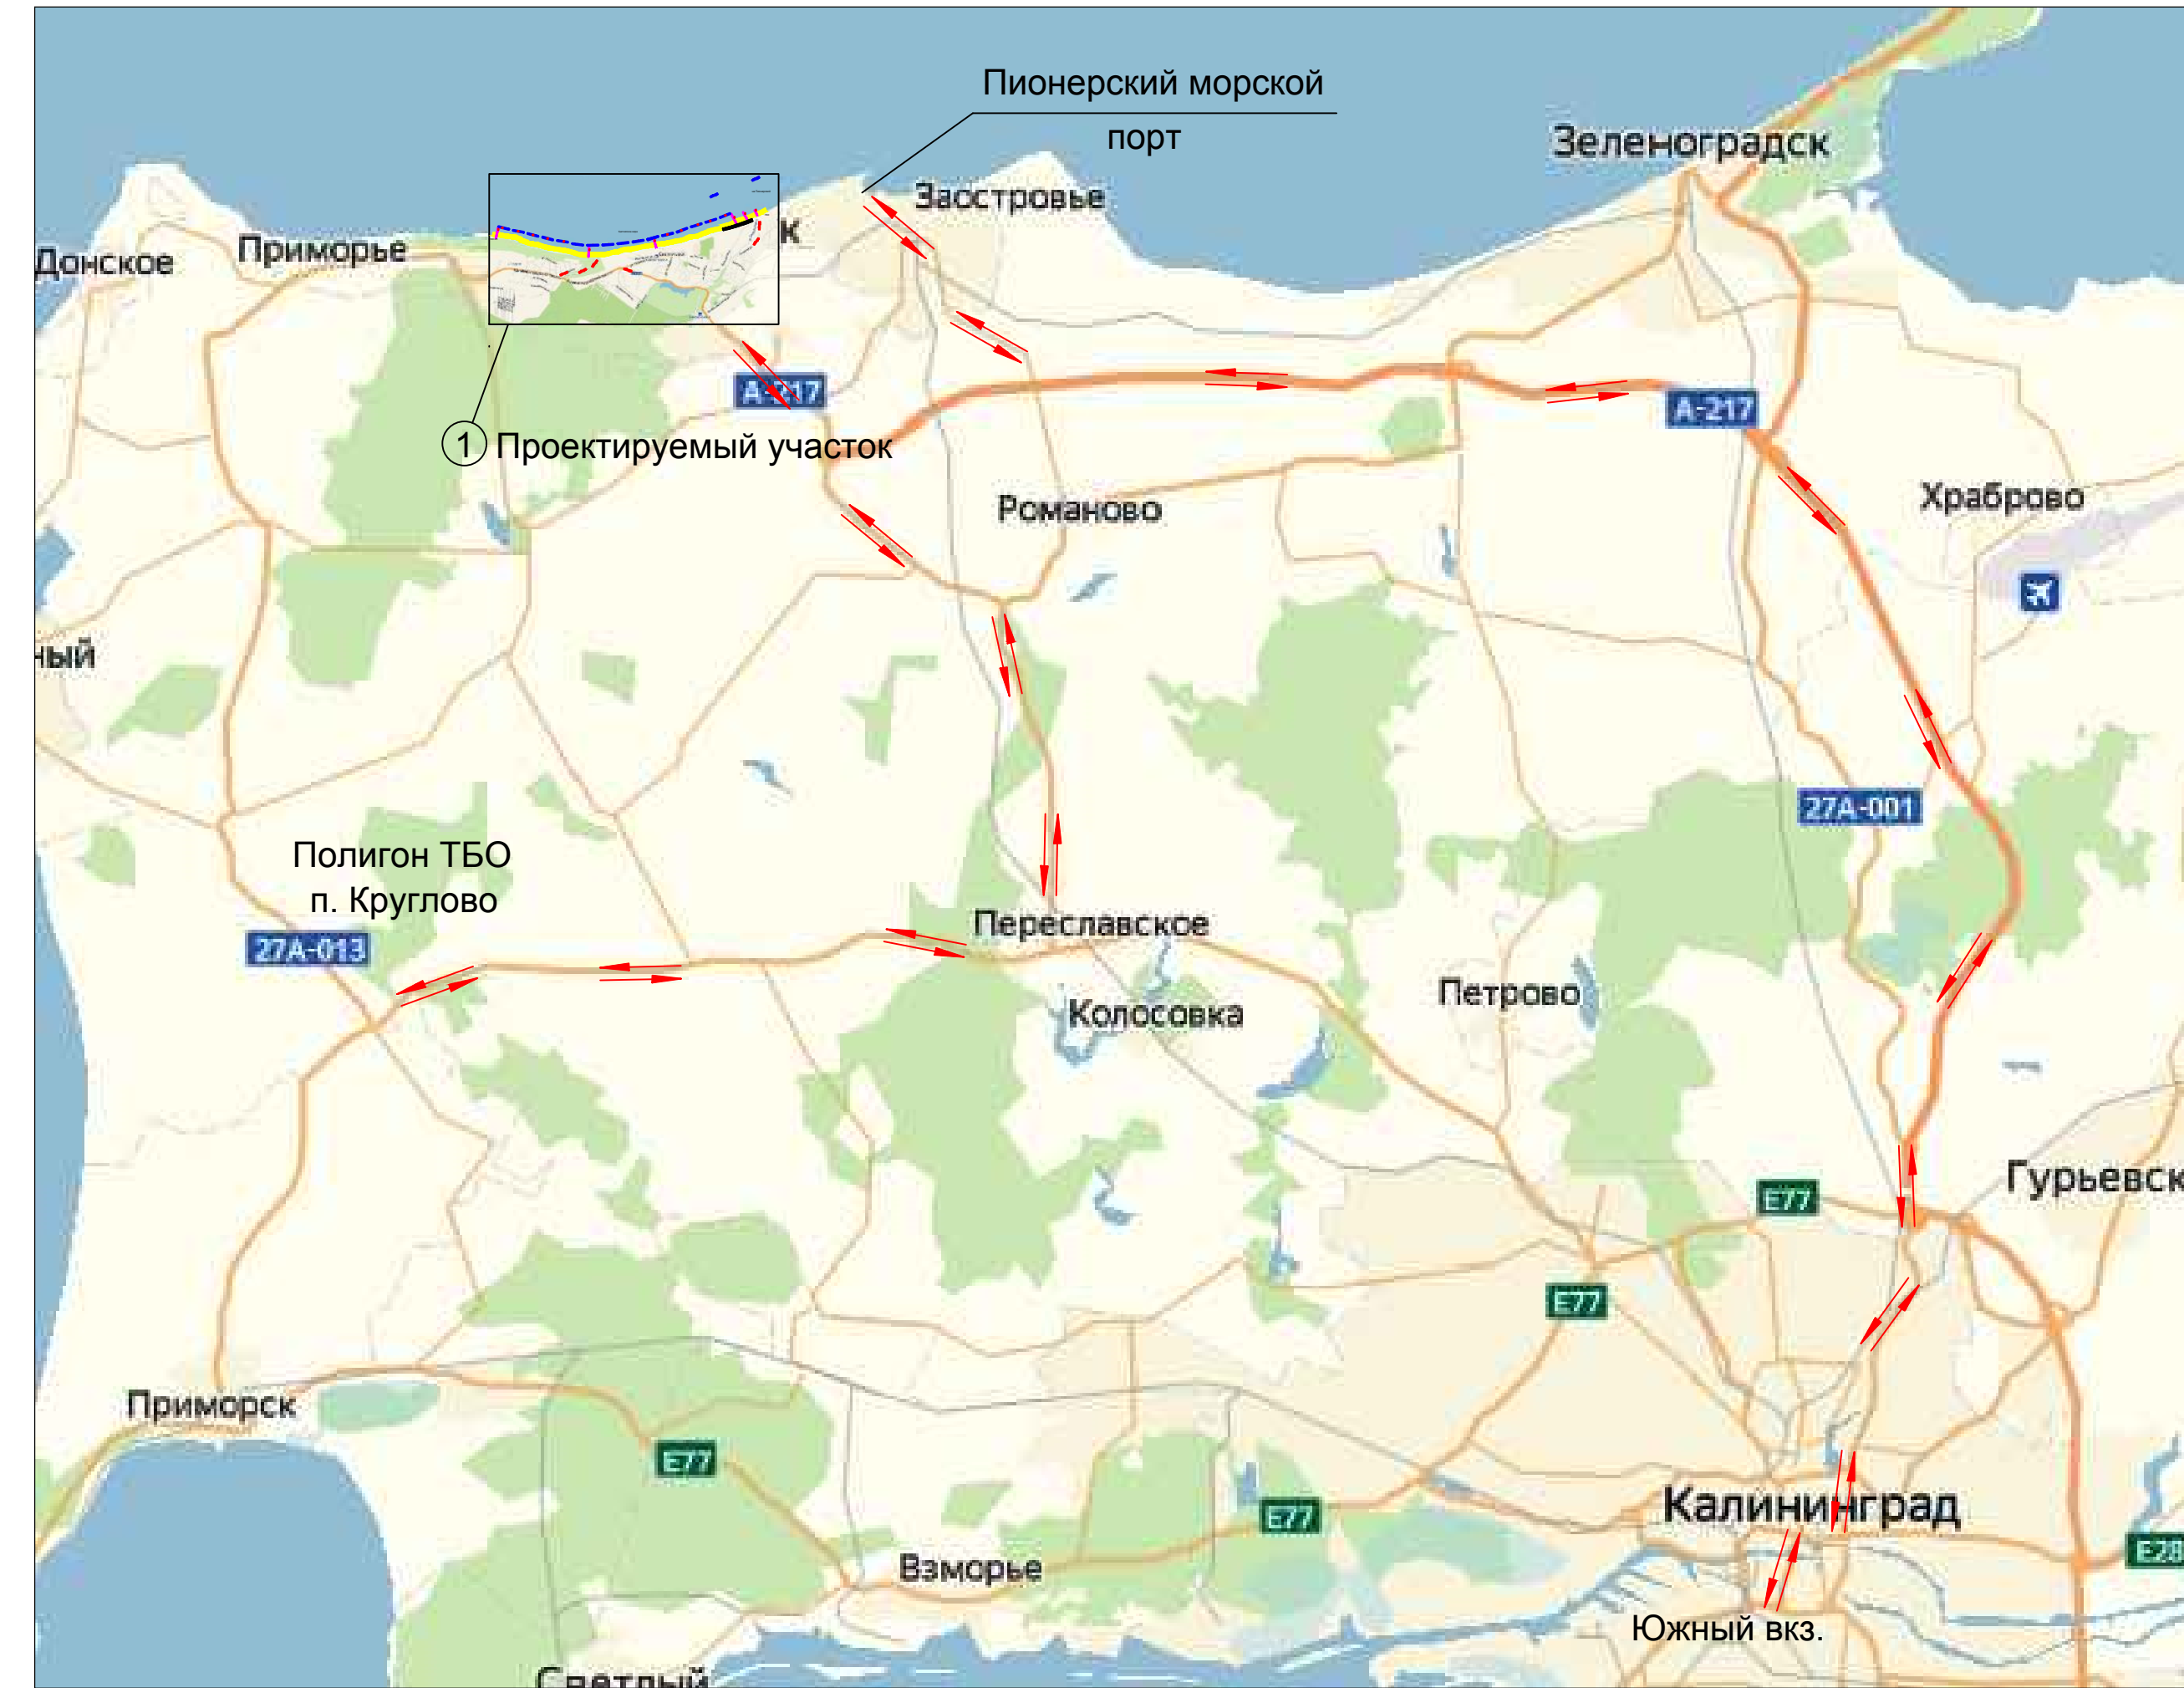 Пионерский морской
порт
Зеленоградск
Заостровье
к
Приморье
Донское
А-217
А-217
1 Проектируемый участок
Романово
Храброво
ный
27А-001
Полигон ТБО
п. Круглово
Переславское
27А-013
Петрово
Колосовка
Гурьевск
Е77
Е77
Приморск
Е77
Калининград
Е77
Е28
Взморье
Южный вкз.
Светлый